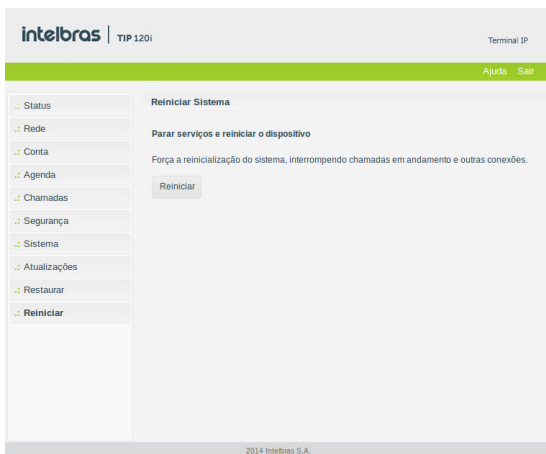 intelbras | TIP 120i
Terminal IP
Ajuda Sair
.: Status
.: Rede
.: Conta
.: Agenda
.: Chamadas
.: Segurança
.: Sistema
.: Atualizações
.: Restaurar
.: Reiniciar
Reiniciar Sistema
Parar serviços e reiniciar o dispositivo
Força a reinicialização do sistema, interrompendo chamadas em andamento e outras conexões.
Reiniciar
2014 Intelbras S.A.